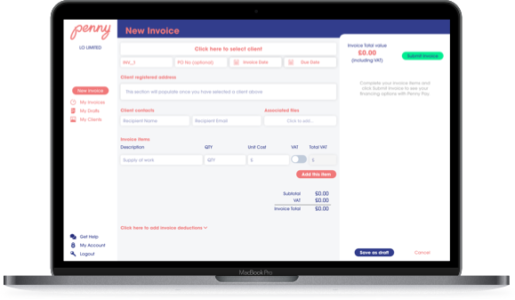 penny
New Invoice
LO LIMITED
Click here to select client
INV_2
PO No (optional)
Invoice Date
Due Date
Client registered address
This section will populate once you have selected a client above.
Client contacts
Associated files
Recipient Name
Recipient Email
Click to add...
Invoice items
Description
QTY
Unit Cost
VAT
Total VAT
Supply of work
QTY
Add this item
Subtotal £0.00
VAT £0.00
Invoice Total £0.00
Click here to add invoice deductions
New Invoice
My Invoices
My Drafts
My Clients
Get Help
My Account
Logout
Invoice Total value
£0.00
(including VAT)
Submit Invoice
Complete your invoice items and
click Submit Invoice to see your
financing options with Penny Pay.
Save as draft
Cancel
MacBook Pro